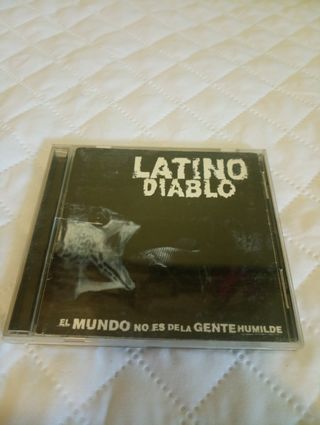 LATINO
DIABLO
EL MUNDO NO ES DE LA GENTE HUMILDE